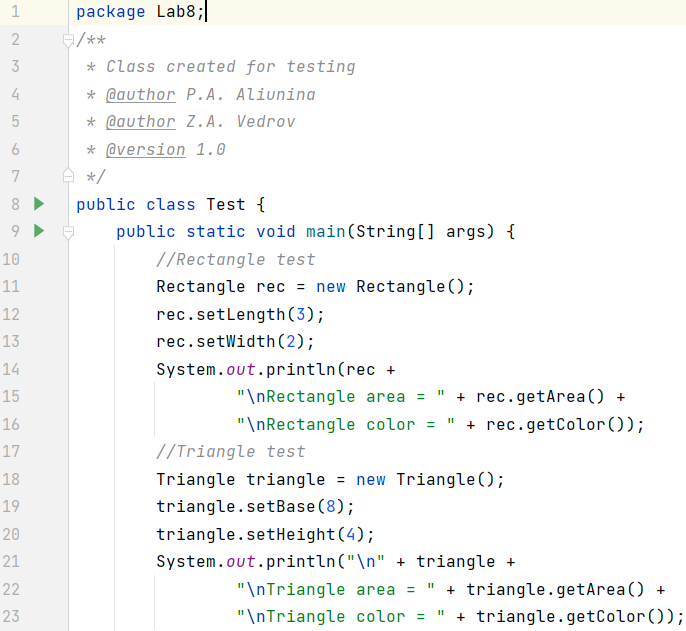 1 package Lab8;
2 /**
3 * Class created for testing
4 * @author P.A. Aliunina
5 * @author Z.A. Vedrov
6 * @version 1.0
7 */
8 public class Test {
9 public static void main(String[] args) {
10 //Rectangle test
11 Rectangle rec = new Rectangle();
12 rec.setLength(3);
13 rec.setWidth(2);
14 System.out.println(rec +
15 "\nRectangle area = " + rec.getArea() +
16 "\nRectangle color = " + rec.getColor());
17 //Triangle test
18 Triangle triangle = new Triangle();
19 triangle.setBase(8);
20 triangle.setHeight(4);
21 System.out.println("\n" + triangle +
22 "\nTriangle area = " + triangle.getArea() +
23 "\nTriangle color = " + triangle.getColor());